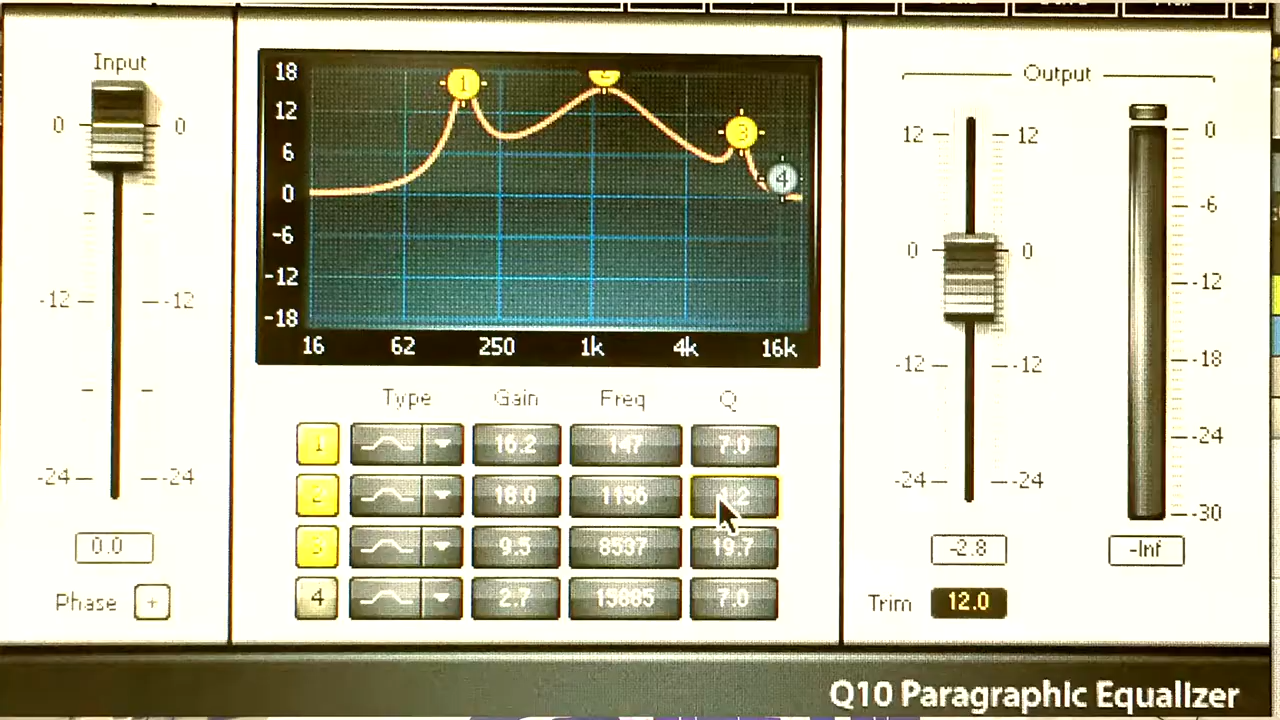 Input
0 0
-12 -12
-24 -24
0.0
Phase +
18
12
6
0
-6
-12
-18
16 62 250 1k 4k 16k
1 3 4
Type Gain Freq Q
1 16.2 147 7.0
2 18.0 1156
3 9.5 8537 19.7
4 2.7 7.0
Output
12 12
0 0
-12 -12
-24 -24
-2.8
Trim 12.0
0
-6
-12
-18
-24
-30
-Inf
Q10 Paragraphic Equalizer